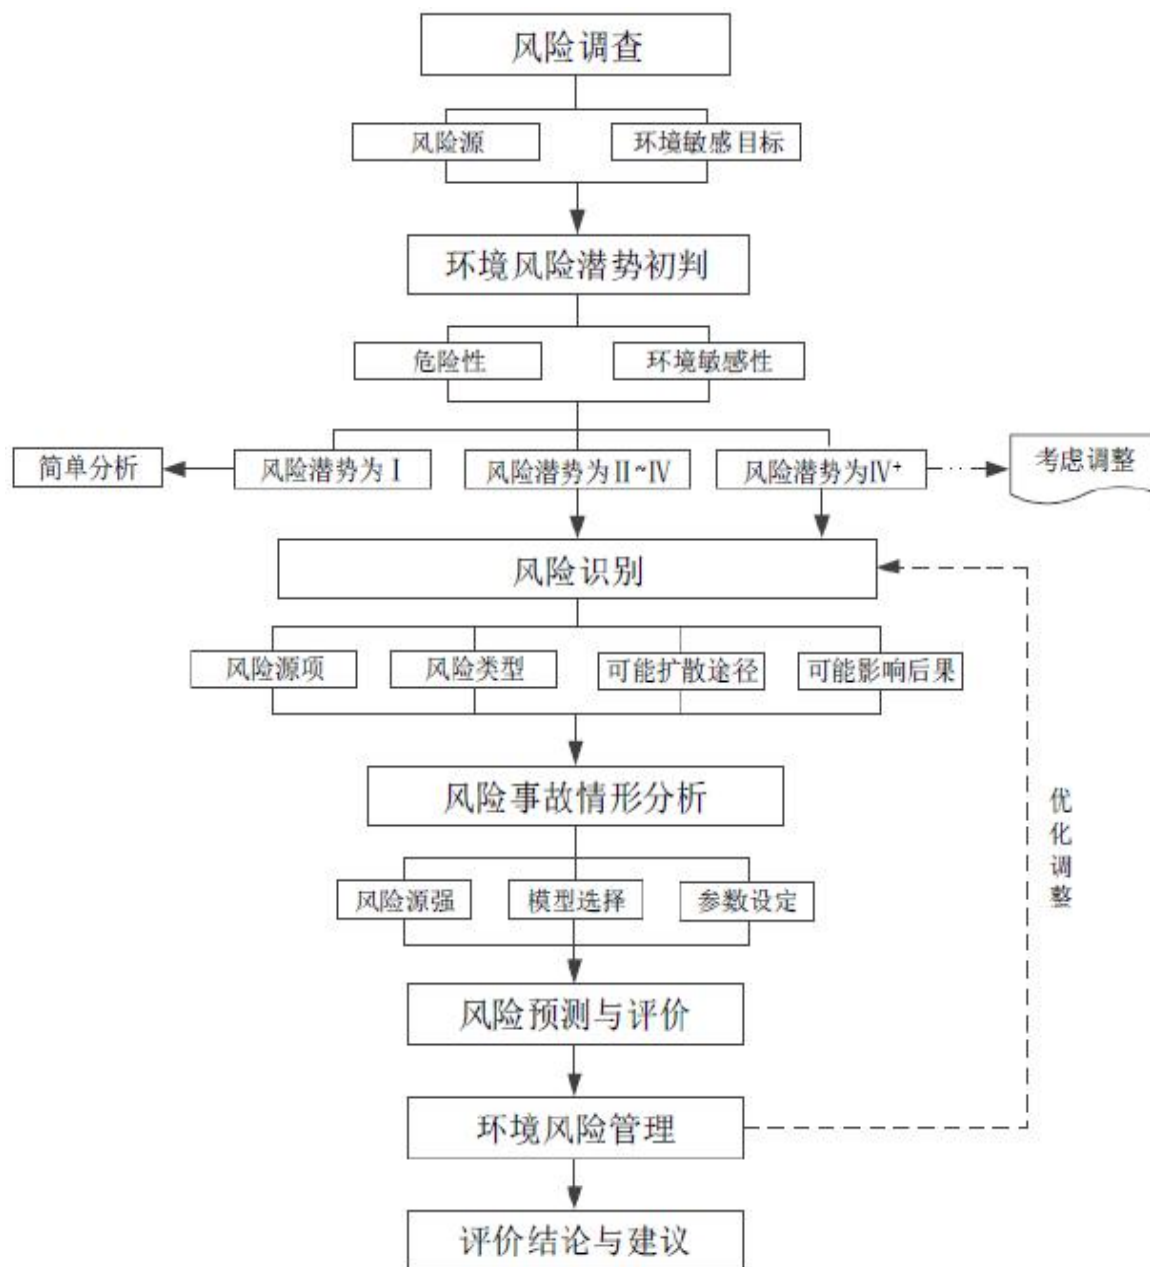 风险调查
风险源
环境敏感目标
环境风险潜势初判
危险性
环境敏感性
简单分析
风险潜势为Ⅰ
风险潜势为Ⅱ~Ⅳ
风险潜势为Ⅳ⁺
考虑调整
风险识别
风险源项
风险类型
可能扩散途径
可能影响后果
风险事故情形分析
风险源强
模型选择
参数设定
优化调整
风险预测与评价
环境风险管理
评价结论与建议